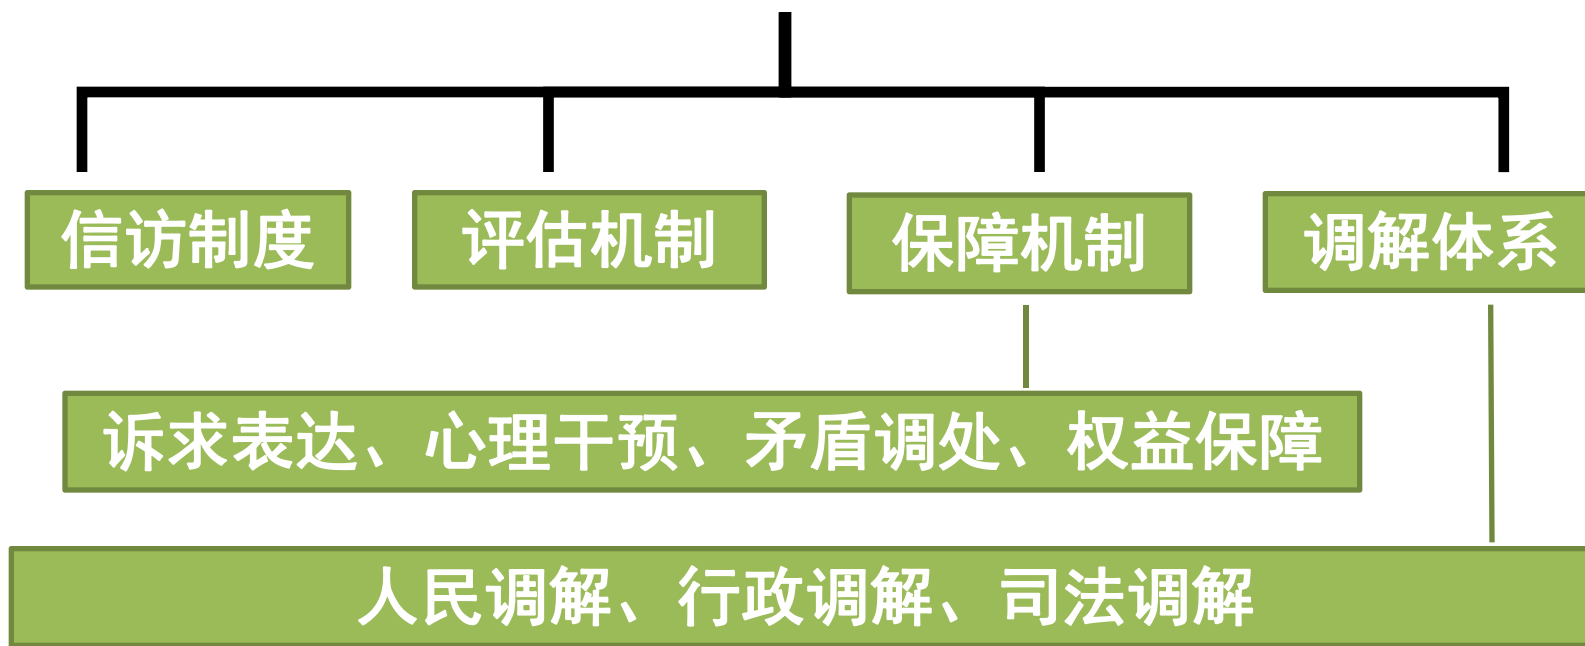 信访制度
评估机制
保障机制
调解体系
诉求表达、心理干预、矛盾调处、权益保障
人民调解、行政调解、司法调解